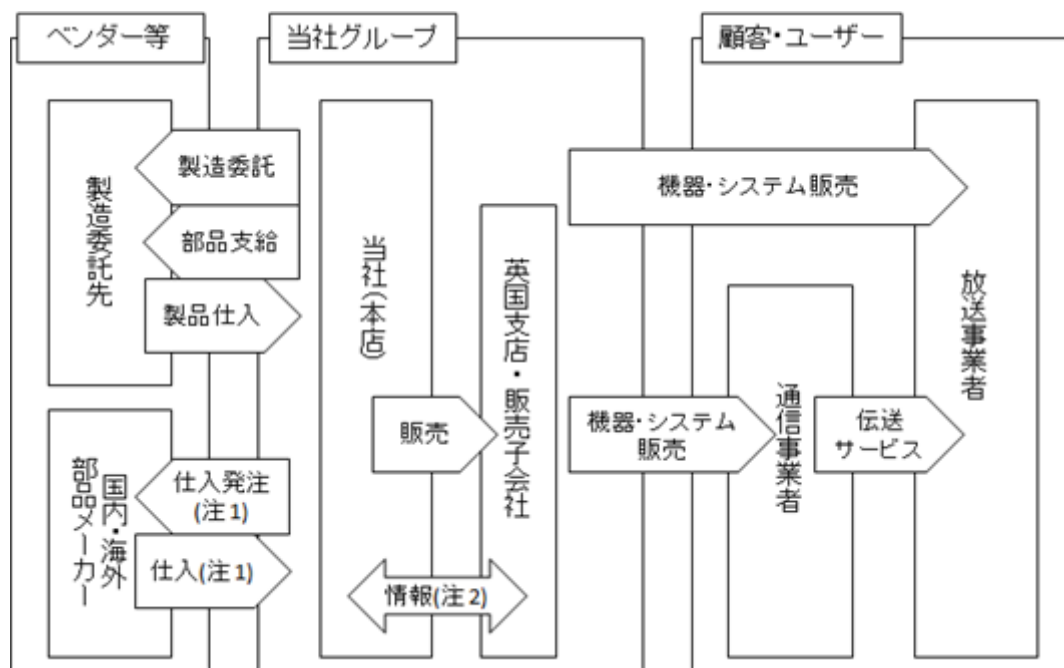 ベンダー等
当社グループ
顧客・ユーザー
製造委託先
製造委託
部品支給
製品仕入
国内・海外
部品メーカー
仕入発注
(注1)
仕入(注1)
当社(本店)
販売
英国支店・販売子会社
情報(注2)
機器・システム販売
機器・システム
販売
通信事業者
伝送
サービス
放送事業者